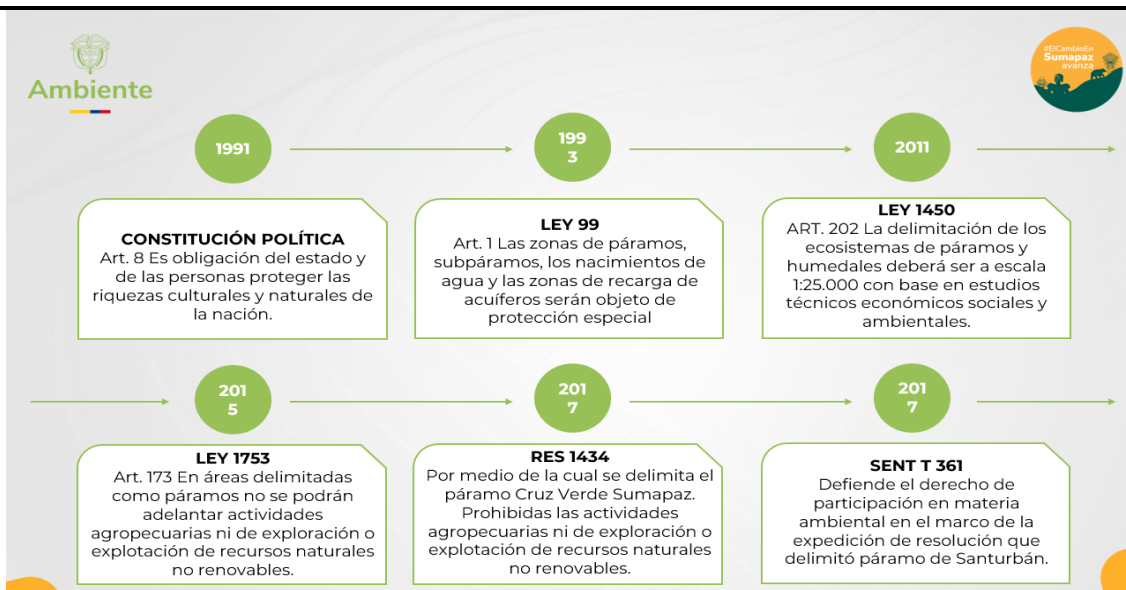 Ambiente
#ElCambioEn
Sumapaz
avanza
1991
199
3
2011
CONSTITUCIÓN POLÍTICA
Art. 8 Es obligación del estado y
de las personas proteger las
riquezas culturales y naturales de
la nación.
LEY 99
Art. 1 Las zonas de páramos,
subpáramos, los nacimientos de
agua y las zonas de recarga de
acuíferos serán objeto de
protección especial
LEY 1450
ART. 202 La delimitación de los
ecosistemas de páramos y
humedales deberá ser a escala
1:25.000 con base en estudios
técnicos económicos sociales y
ambientales.
201
5
201
7
201
7
LEY 1753
Art. 173 En áreas delimitadas
como páramos no se podrán
adelantar actividades
agropecuarias ni de exploración o
explotación de recursos naturales
no renovables.
RES 1434
Por medio de la cual se delimita el
páramo Cruz Verde Sumapaz.
Prohibidas las actividades
agropecuarias ni de exploración o
explotación de recursos naturales
no renovables.
SENT T 361
Defiende el derecho de
participación en materia
ambiental en el marco de la
expedición de resolución que
delimitó páramo de Santurbán.